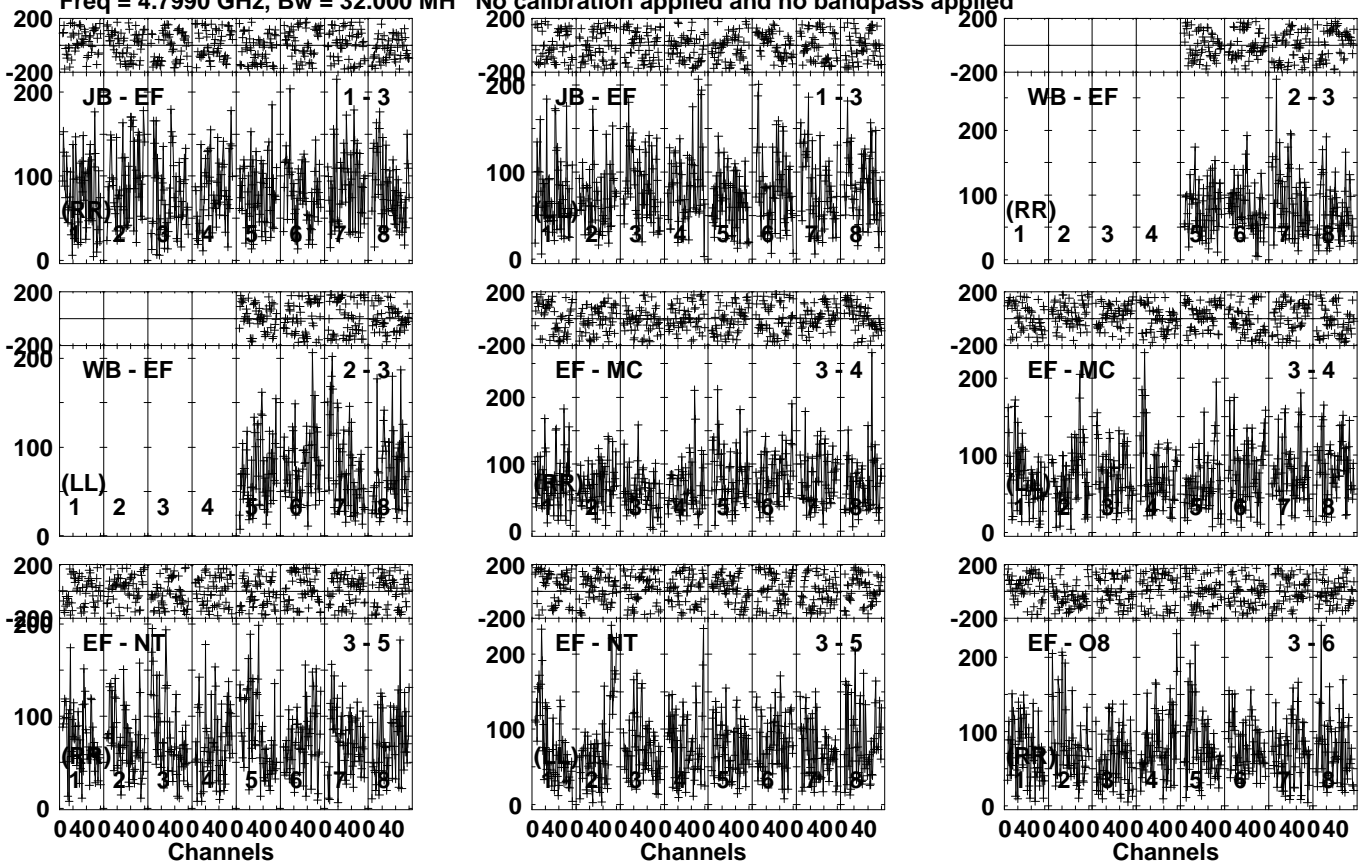 Freq = 4.7990 GHz, Bw = 32.000 MH No calibration applied and no bandpass applied
200 200 200
-200 -200 -200
200 JB - EF 1 - 3 200 JB - EF 1 - 3 WB - EF 2 - 3
200
100 100 100
(RR) (LL) (RR)
1 2 3 4 5 6 7 8 1 2 3 4 5 6 7 8 1 2 3 4 5 6 7 8
0 0 0
200 200 200
-200 -200 -200
200 WB - EF 2 - 3 EF - MC 3 - 4 EF - MC 3 - 4
200 200
100 100 100
(LL) (RR) (LL)
1 2 3 4 5 6 7 8 1 2 3 4 5 6 7 8 1 2 3 4 5 6 7 8
0 0 0
200 200 200
-200 -200 -200
200 EF - NT 3 - 5 EF - NT 3 - 5 EF - O8 3 - 6
200 200
100 100 100
(RR) (LL) (RR)
1 2 3 4 5 6 7 8 1 2 3 4 5 6 7 8 1 2 3 4 5 6 7 8
0 0 0
0 40 0 40 0 40 0 40 0 40 0 40 0 40 0 40 0 40 0 40 0 40 0 40 0 40 0 40 0 40 0 40 0 40 0 40 0 40 0 40 0 40 0 40 0 40 0 40
Channels Channels Channels